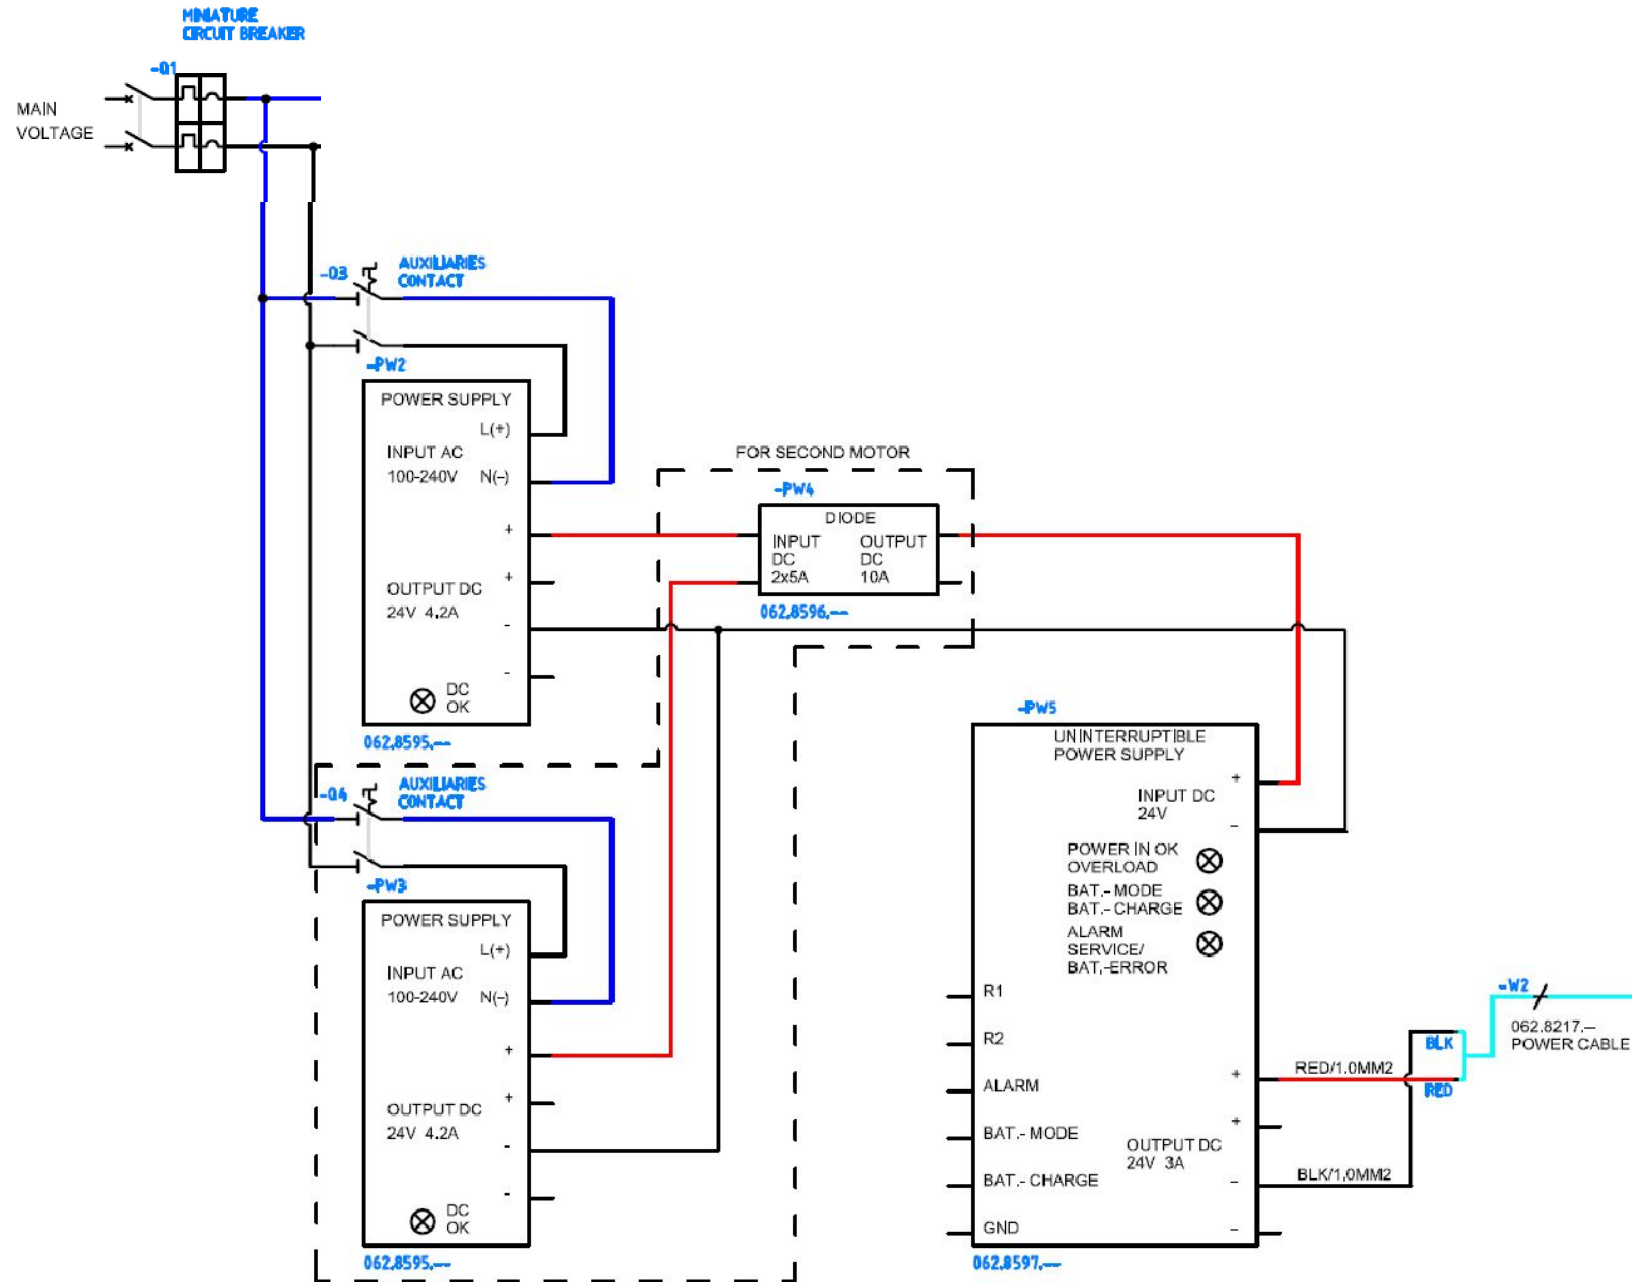 MINIATURE
CIRCUIT BREAKER
-Q1
MAIN
VOLTAGE
-Q3
AUXILIARIES
CONTACT
-PW2
POWER SUPPLY
L(+)
INPUT AC
100-240V N(-)
+
+
OUTPUT DC
24V 4.2A
-
-
DC
OK
062.8595.--
FOR SECOND MOTOR
-PW4
DIODE
INPUT OUTPUT
DC DC
2x5A 10A
062.8596.--
-Q4
AUXILIARIES
CONTACT
-PW3
POWER SUPPLY
L(+)
INPUT AC
100-240V N(-)
+
+
OUTPUT DC
24V 4.2A
-
-
DC
OK
062.8595.--
-PW5
UNINTERRUPTIBLE
POWER SUPPLY
+
INPUT DC
24V
-
POWER IN OK
OVERLOAD
BAT.- MODE
BAT.- CHARGE
ALARM
SERVICE/
BAT.-ERROR
R1
R2
ALARM
BAT.- MODE
BAT.- CHARGE
GND
+
+
OUTPUT DC
24V 3A
-
-
062.8597.--
RED/1.0MM2
BLK/1.0MM2
BLK
RED
-W2
062.8217.--
POWER CABLE